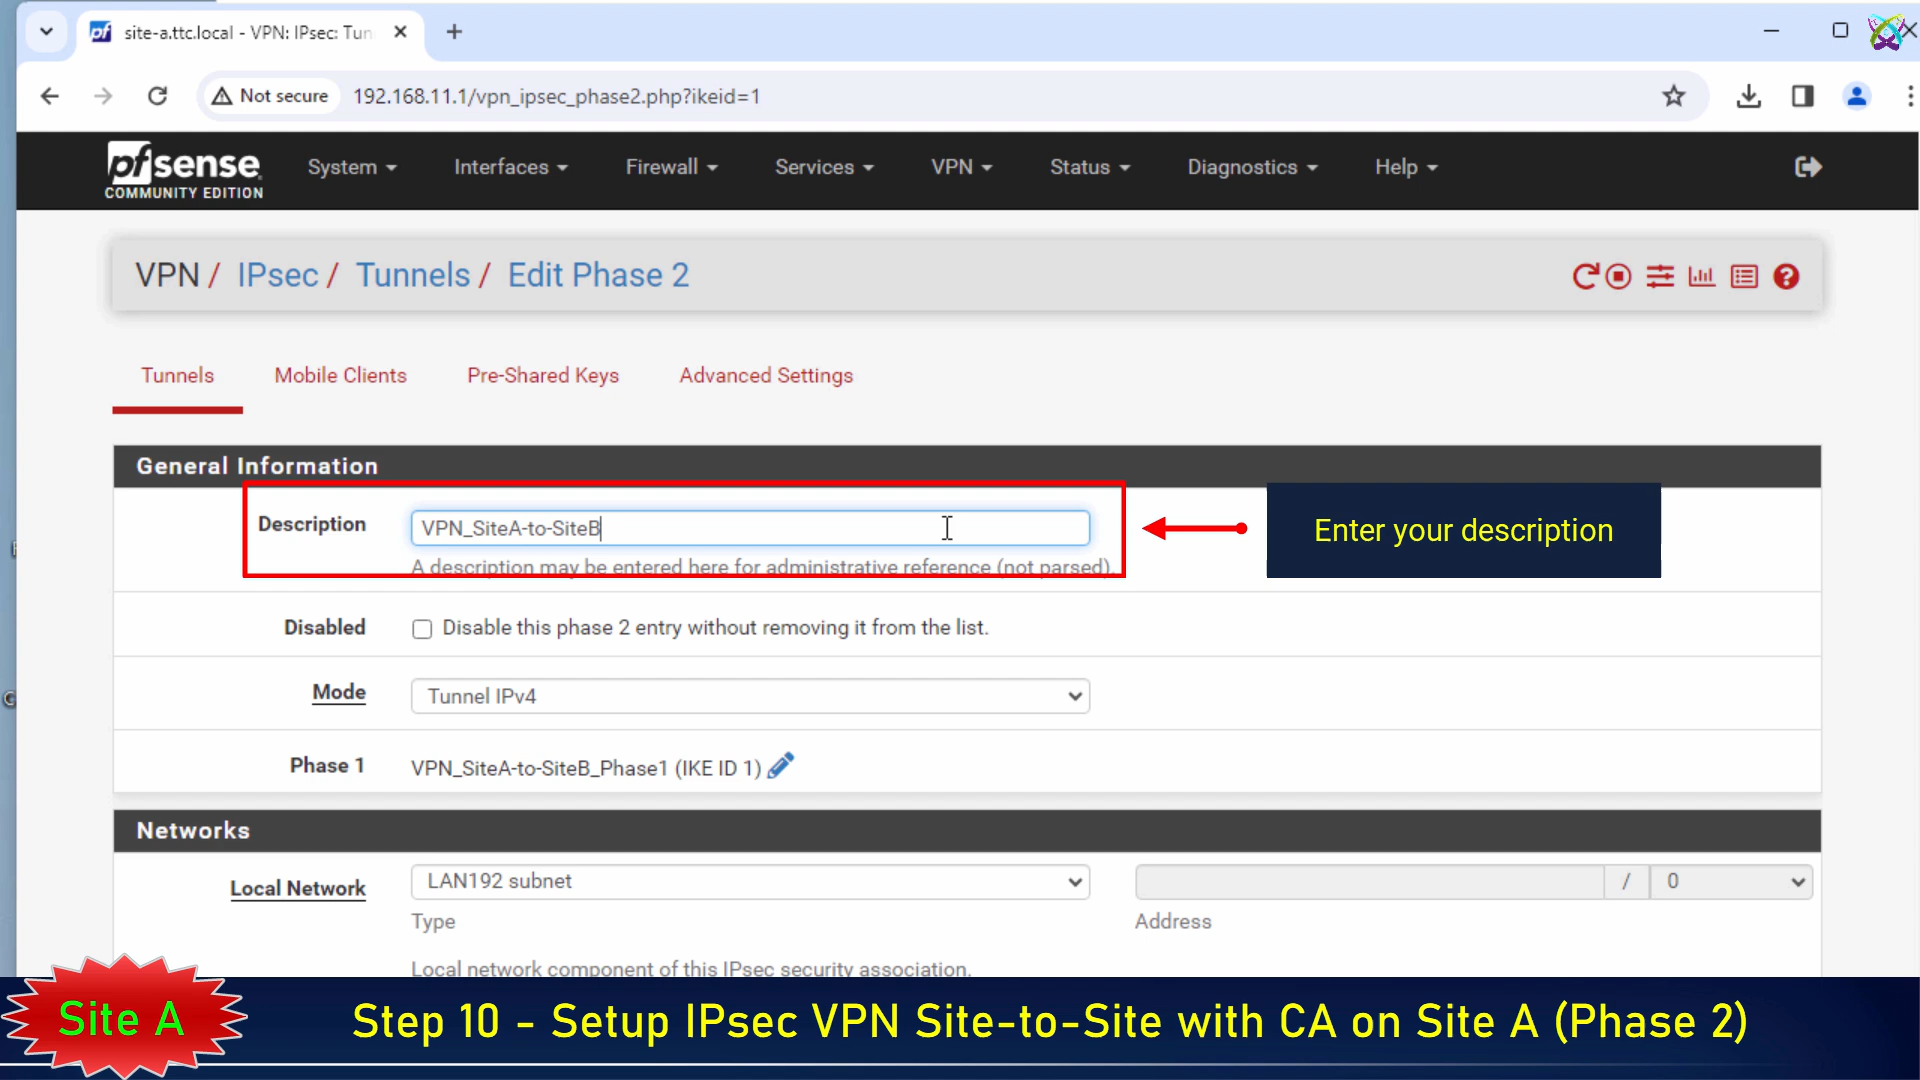 site-a.ttc.local - VPN: IPsec: Tun
Not secure
192.168.11.1/vpn_ipsec_phase2.php?ikeid=1
pfsense
COMMUNITY EDITION
System
Interfaces
Firewall
Services
VPN
Status
Diagnostics
Help
VPN / IPsec / Tunnels / Edit Phase 2
Tunnels
Mobile Clients
Pre-Shared Keys
Advanced Settings
General Information
Description
VPN_SiteA-to-SiteB
A description may be entered here for administrative reference (not parsed).
Enter your description
Disabled
Disable this phase 2 entry without removing it from the list.
Mode
Tunnel IPv4
Phase 1
VPN_SiteA-to-SiteB_Phase1 (IKE ID 1)
Networks
Local Network
LAN192 subnet
/
0
Type
Address
Local network component of this IPsec security association.
Site A
Step 10 - Setup IPsec VPN Site-to-Site with CA on Site A (Phase 2)